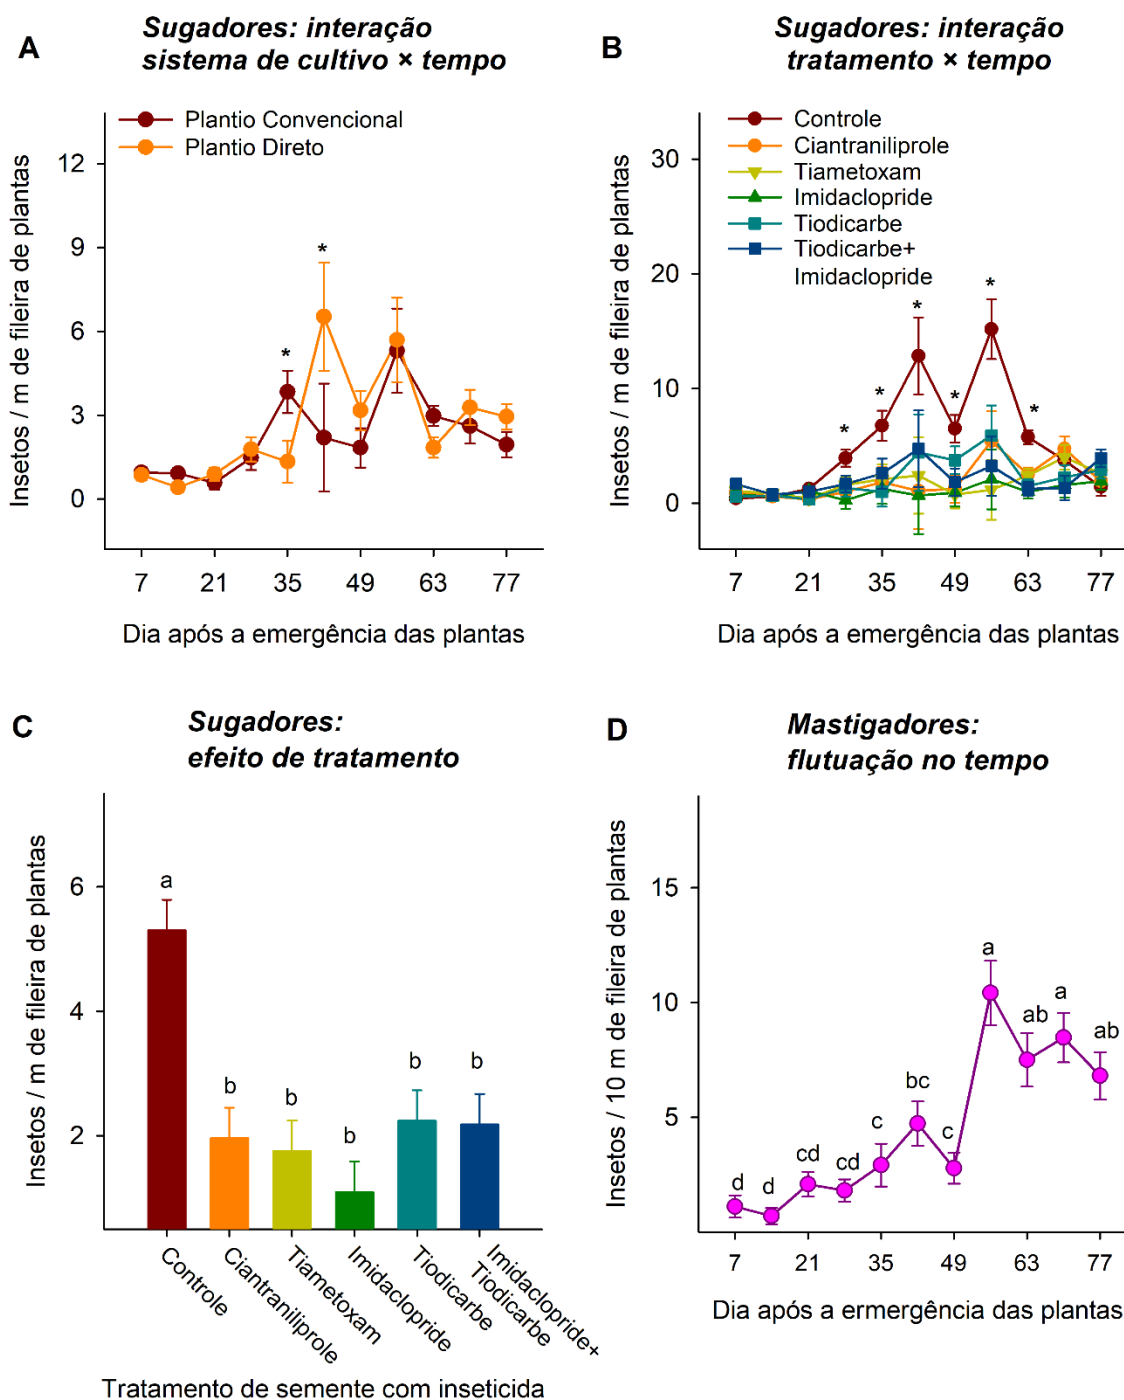 A
Sugadores: interação
sistema de cultivo × tempo
Plantio Convencional
Plantio Direto
Insetos / m de fileira de plantas
12
9
6
3
0
*
*
7
21
35
49
63
77
Dia após a emergência das plantas
B
Sugadores: interação
tratamento × tempo
Controle
Ciantraniliprole
Tiametoxam
Imidaclopride
Tiodicarbe
Tiodicarbe+
Imidaclopride
Insetos / m de fileira de plantas
30
20
10
0
*
*
*
*
*
*
7
21
35
49
63
77
Dia após a emergência das plantas
C
Sugadores:
efeito de tratamento
Insetos / m de fileira de plantas
6
4
2
a
b
b
b
b
b
Controle
Ciantraniliprole
Tiametoxam
Imidaclopride
Tiodicarbe
Imidaclopride+
Tiodicarbe
Tratamento de semente com inseticida
D
Mastigadores:
flutuação no tempo
Insetos / 10 m de fileira de plantas
15
10
5
d
d
cd
cd
c
bc
c
a
ab
a
ab
7
21
35
49
63
77
Dia após a ermergência das plantas